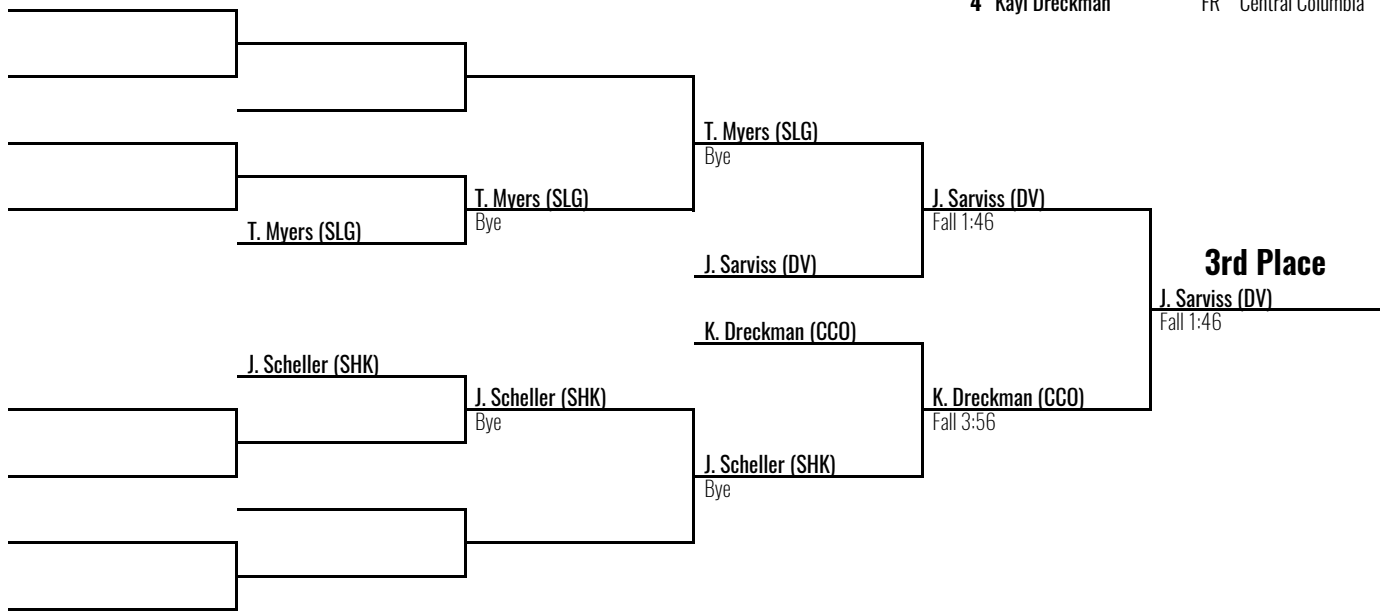 4 Kayl Dreckman FR Central Columbia
T. Myers (SLG)
Bye
T. Myers (SLG)
Bye
J. Sarviss (DV)
Fall 1:46
T. Myers (SLG)
3rd Place
J. Sarviss (DV)
J. Sarviss (DV)
Fall 1:46
K. Dreckman (CCO)
J. Scheller (SHK)
J. Scheller (SHK)
Bye
K. Dreckman (CCO)
Fall 3:56
J. Scheller (SHK)
Bye